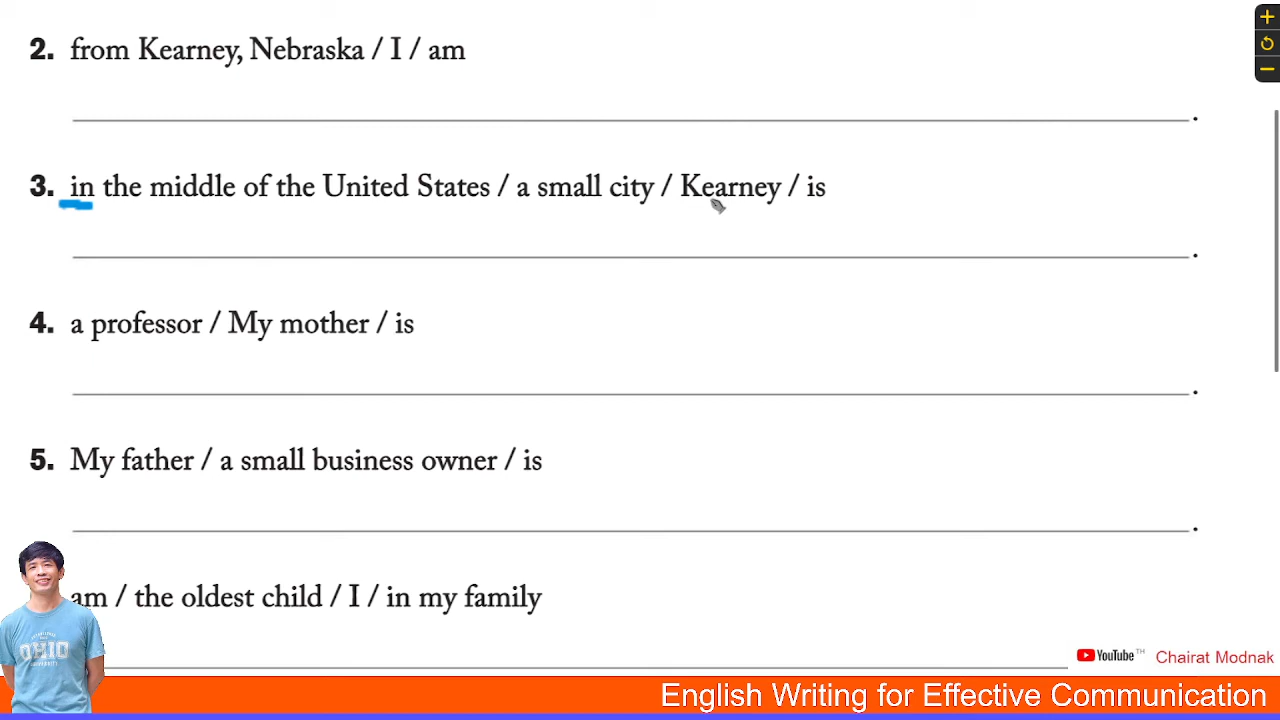 2. from Kearney, Nebraska / I / am
.
3. in the middle of the United States / a small city / Kearney / is
.
4. a professor / My mother / is
.
5. My father / a small business owner / is
.
am / the oldest child / I / in my family
OHIO
YouTube TH Chairat Modnak
English Writing for Effective Communication